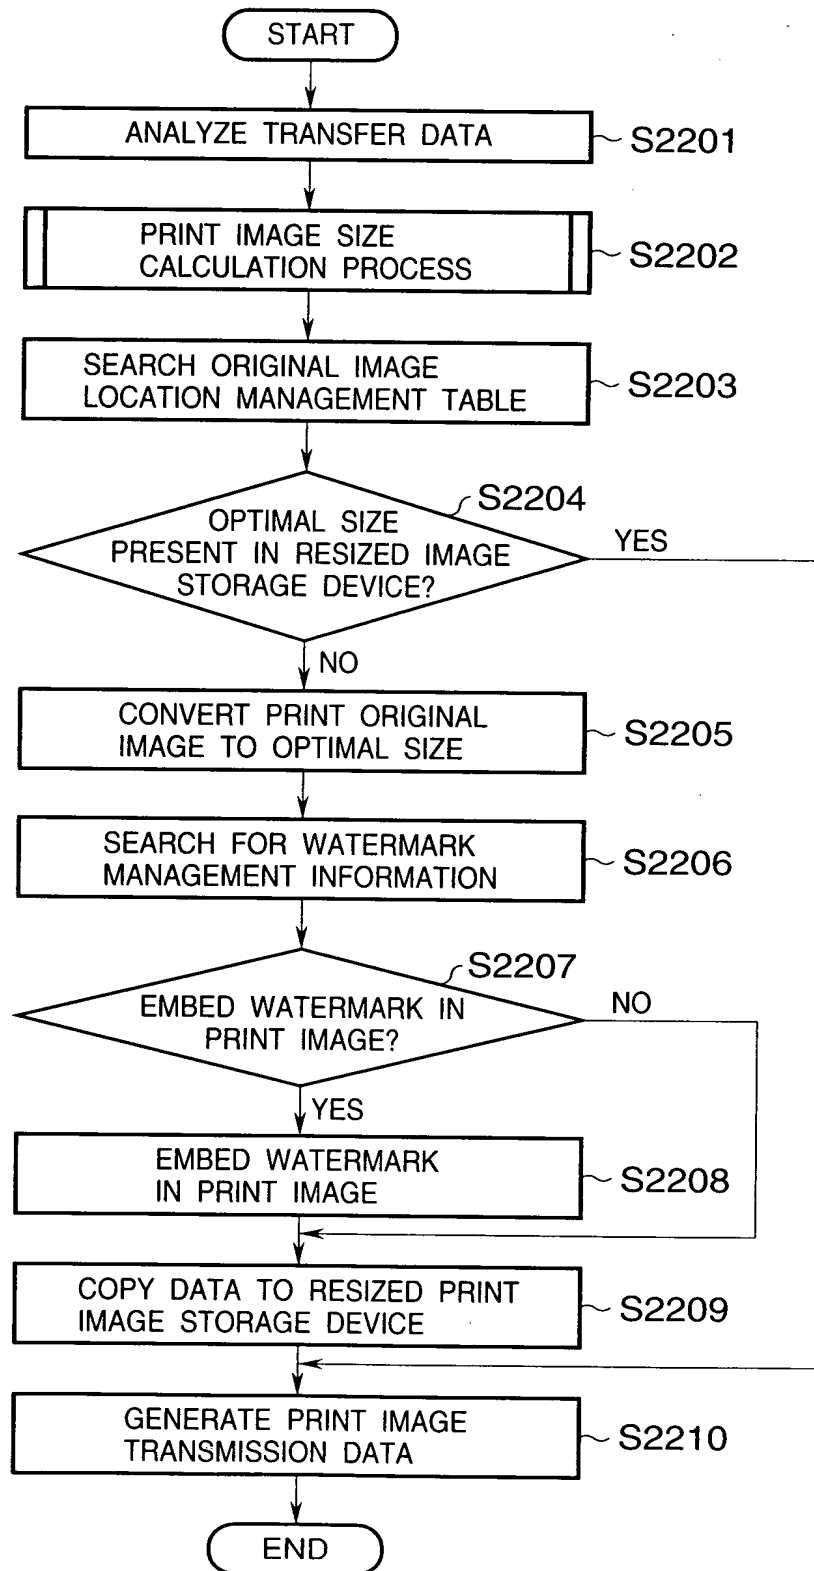 START
ANALYZE TRANSFER DATA
S2201
PRINT IMAGE SIZE
CALCULATION PROCESS
S2202
SEARCH ORIGINAL IMAGE
LOCATION MANAGEMENT TABLE
S2203
S2204
OPTIMAL SIZE
PRESENT IN RESIZED IMAGE
STORAGE DEVICE?
YES
NO
CONVERT PRINT ORIGINAL
IMAGE TO OPTIMAL SIZE
S2205
SEARCH FOR WATERMARK
MANAGEMENT INFORMATION
S2206
S2207
EMBED WATERMARK IN
PRINT IMAGE?
NO
YES
EMBED WATERMARK
IN PRINT IMAGE
S2208
COPY DATA TO RESIZED PRINT
IMAGE STORAGE DEVICE
S2209
GENERATE PRINT IMAGE
TRANSMISSION DATA
S2210
END